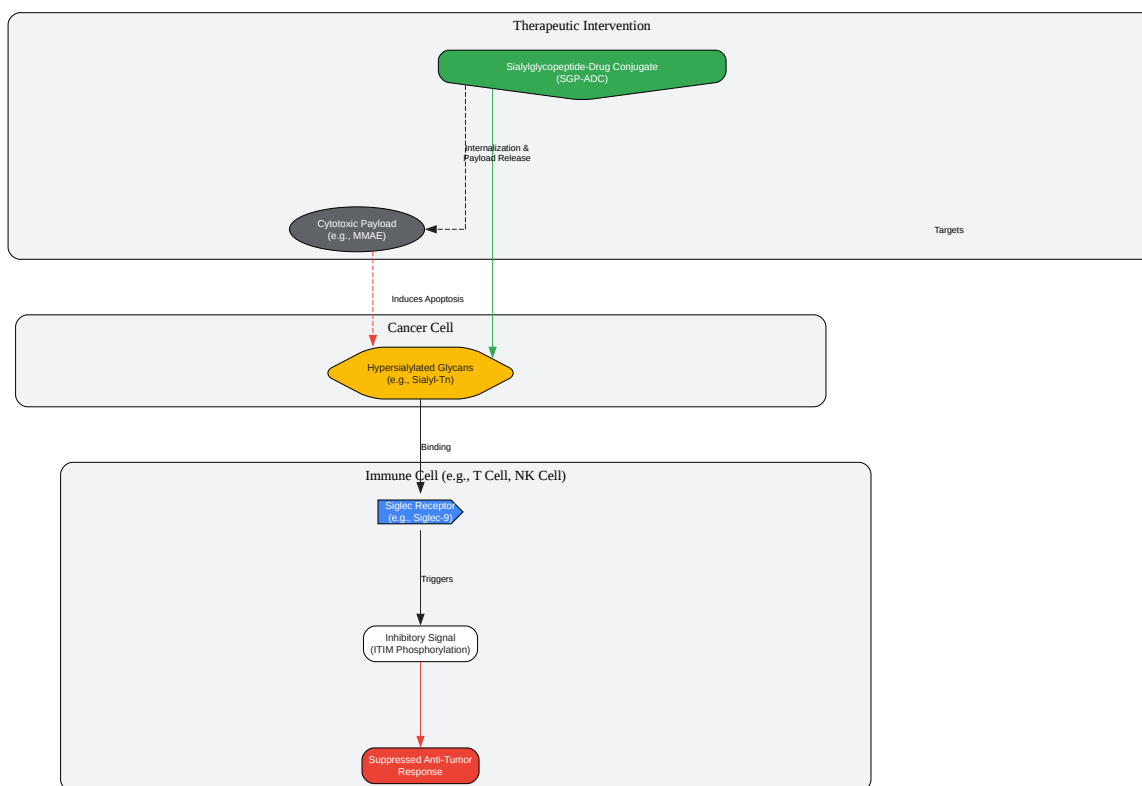 Therapeutic Intervention
Sialylglycopeptide-Drug Conjugate
(SGP-ADC)
Internalization &
Payload Release
Cytotoxic Payload
(e.g., MMAE)
Targets
Induces Apoptosis
Cancer Cell
Hypersialylated Glycans
(e.g., Sialyl-Tn)
Binding
Immune Cell (e.g., T Cell, NK Cell)
Siglec Receptor
(e.g., Siglec-9)
Triggers
Inhibitory Signal
(ITIM Phosphorylation)
Suppressed Anti-Tumor
Response